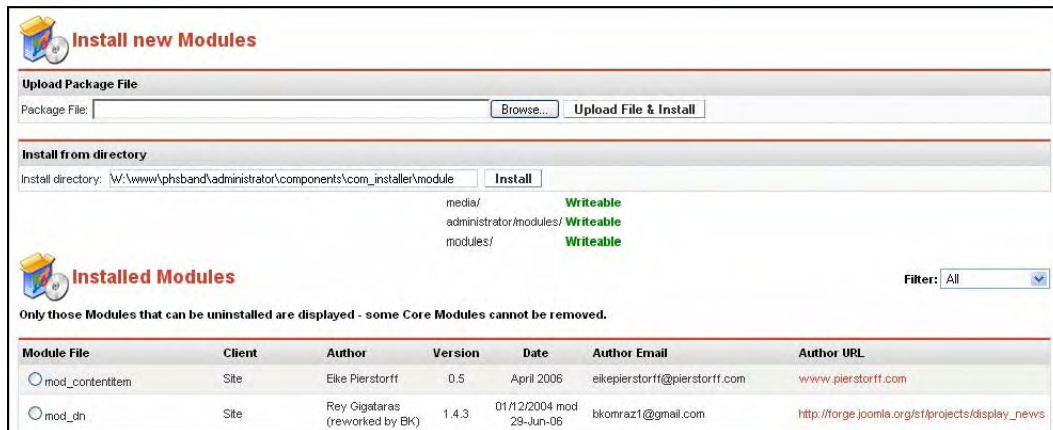 Install new Modules
Upload Package File
Package File: Browse... Upload File & Install
Install from directory
Install directory: W:\www\phsband\administrator\components\com_installer\module Install
media/ Writeable
administrator/modules/ Writeable
modules/ Writeable
Installed Modules Filter: All
Only those Modules that can be uninstalled are displayed - some Core Modules cannot be removed.
Module File Client Author Version Date Author Email Author URL
mod_contentitem Site Eike Pierstorff 0.5 April 2006 eikepierstorff@pierstorff.com www.pierstorff.com
mod_dn Site Rey Gigataras (reworked by BK) 1.4.3 01/12/2004 mod 29-Jun-06 bkomraz1@gmail.com http://forge.joomla.org/sf/projects/display_news